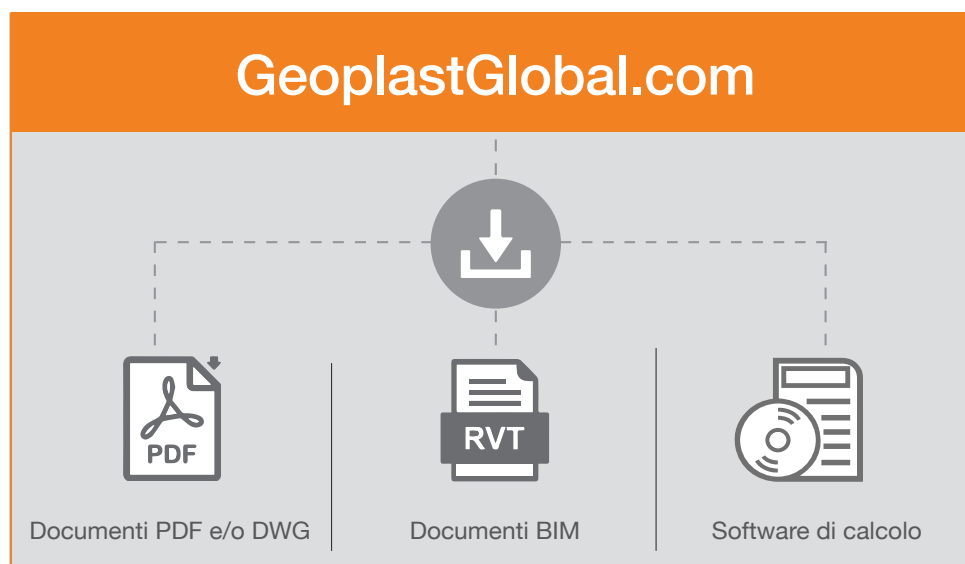 GeoplastGlobal.com
PDF
RVT
Documenti PDF e/o DWG
Documenti BIM
Software di calcolo